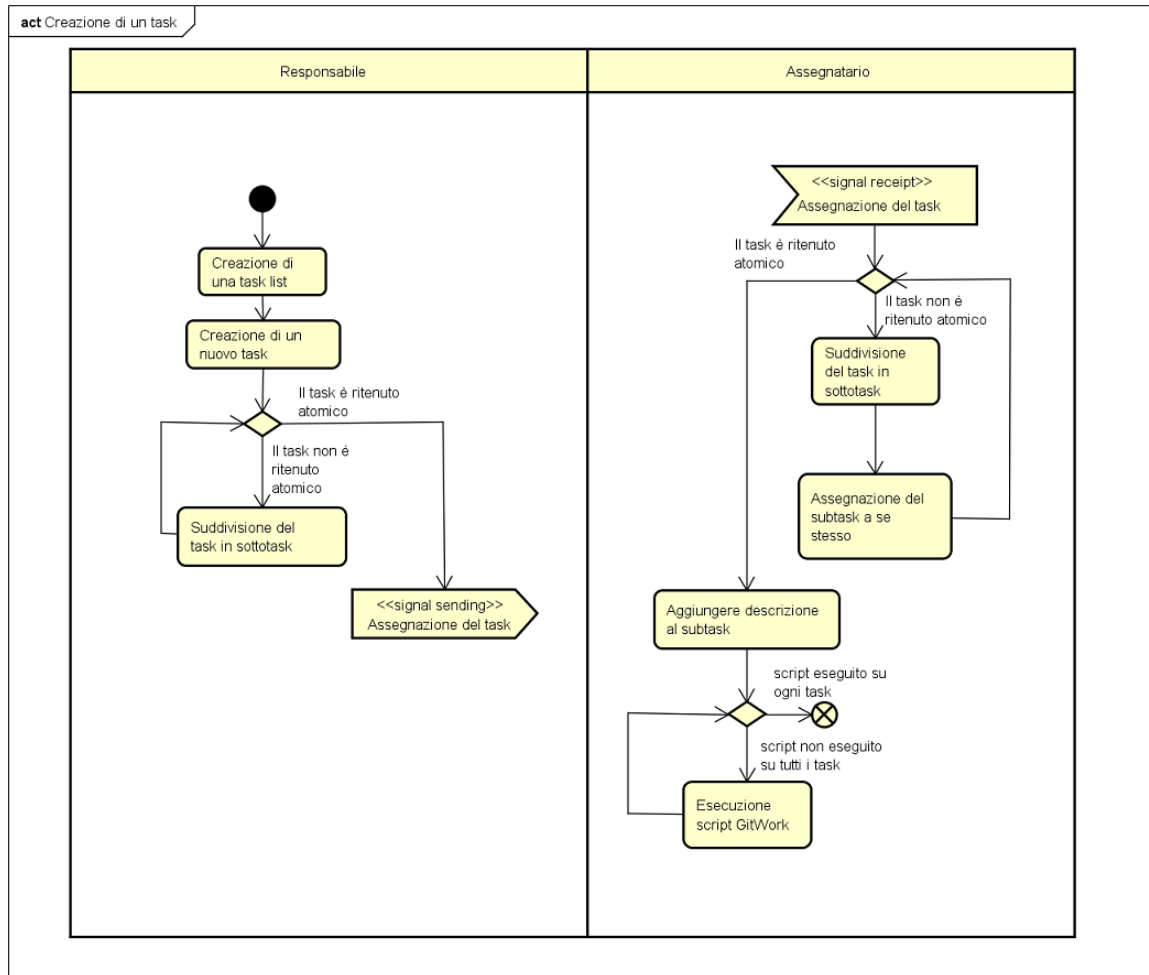 act Creazione di un task
Responsabile
Assegnatario
Creazione di
una task list
Creazione di un
nuovo task
Il task è ritenuto
atomico
Il task non è
ritenuto
atomico
Suddivisione del
task in sottotask
<<signal sending>>
Assegnazione del task
<<signal receipt>>
Assegnazione del task
Il task è ritenuto
atomico
Il task non è
ritenuto atomico
Suddivisione
del task in
sottotask
Assegnazione del
subtask a se
stesso
Aggiungere descrizione
al subtask
script eseguito su
ogni task
script non eseguito
su tutti i task
Esecuzione
script GitWork